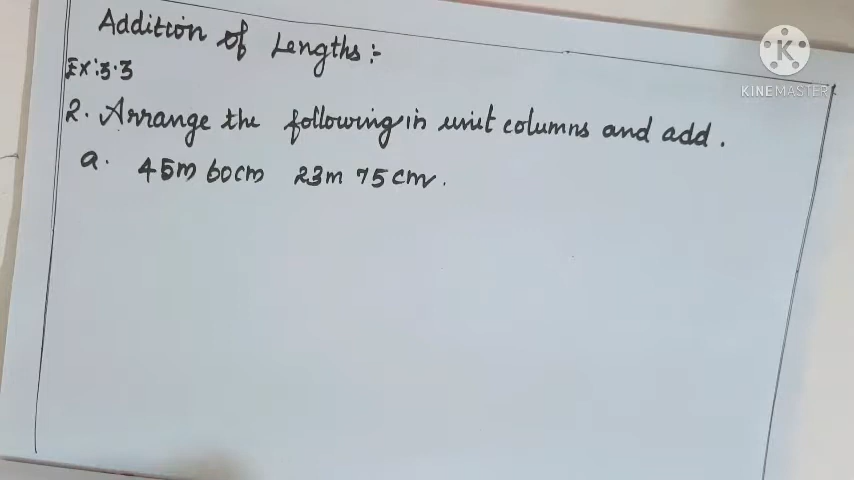 Addition of Lengths:-
Ex:5.3
2. Arrange the following in unit columns and add.
a. 45m 60cm 23m 75cm.
K
KINEMASTER